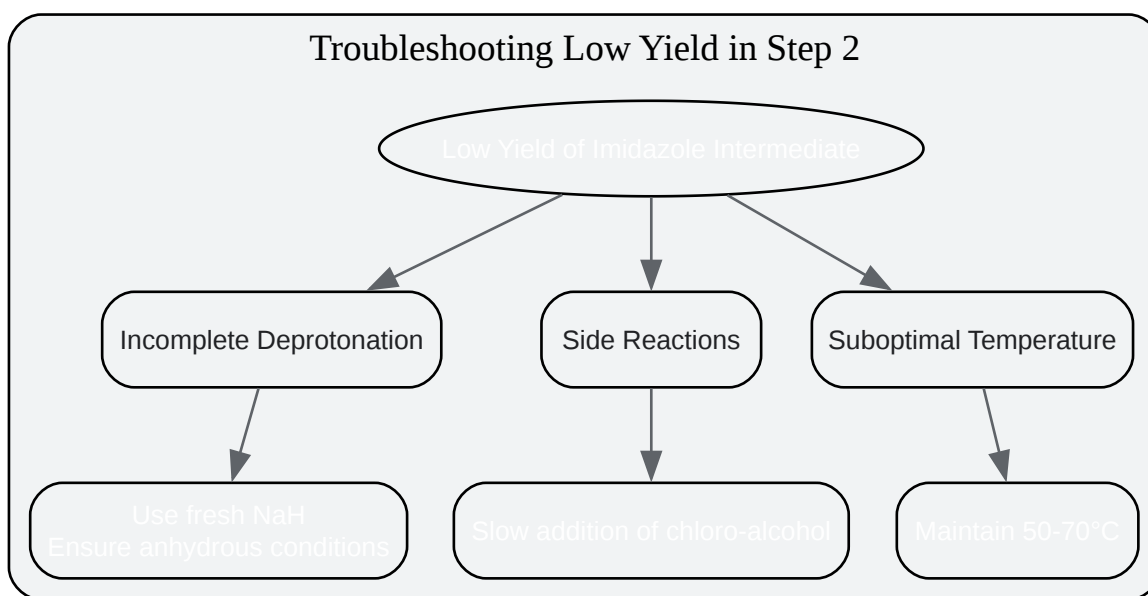 Troubleshooting Low Yield in Step 2
Low Yield of Imidazole Intermediate
Incomplete Deprotonation
Side Reactions
Suboptimal Temperature
Use fresh NaH
Ensure anhydrous conditions
Slow addition of chloro-alcohol
Maintain 50-70°C